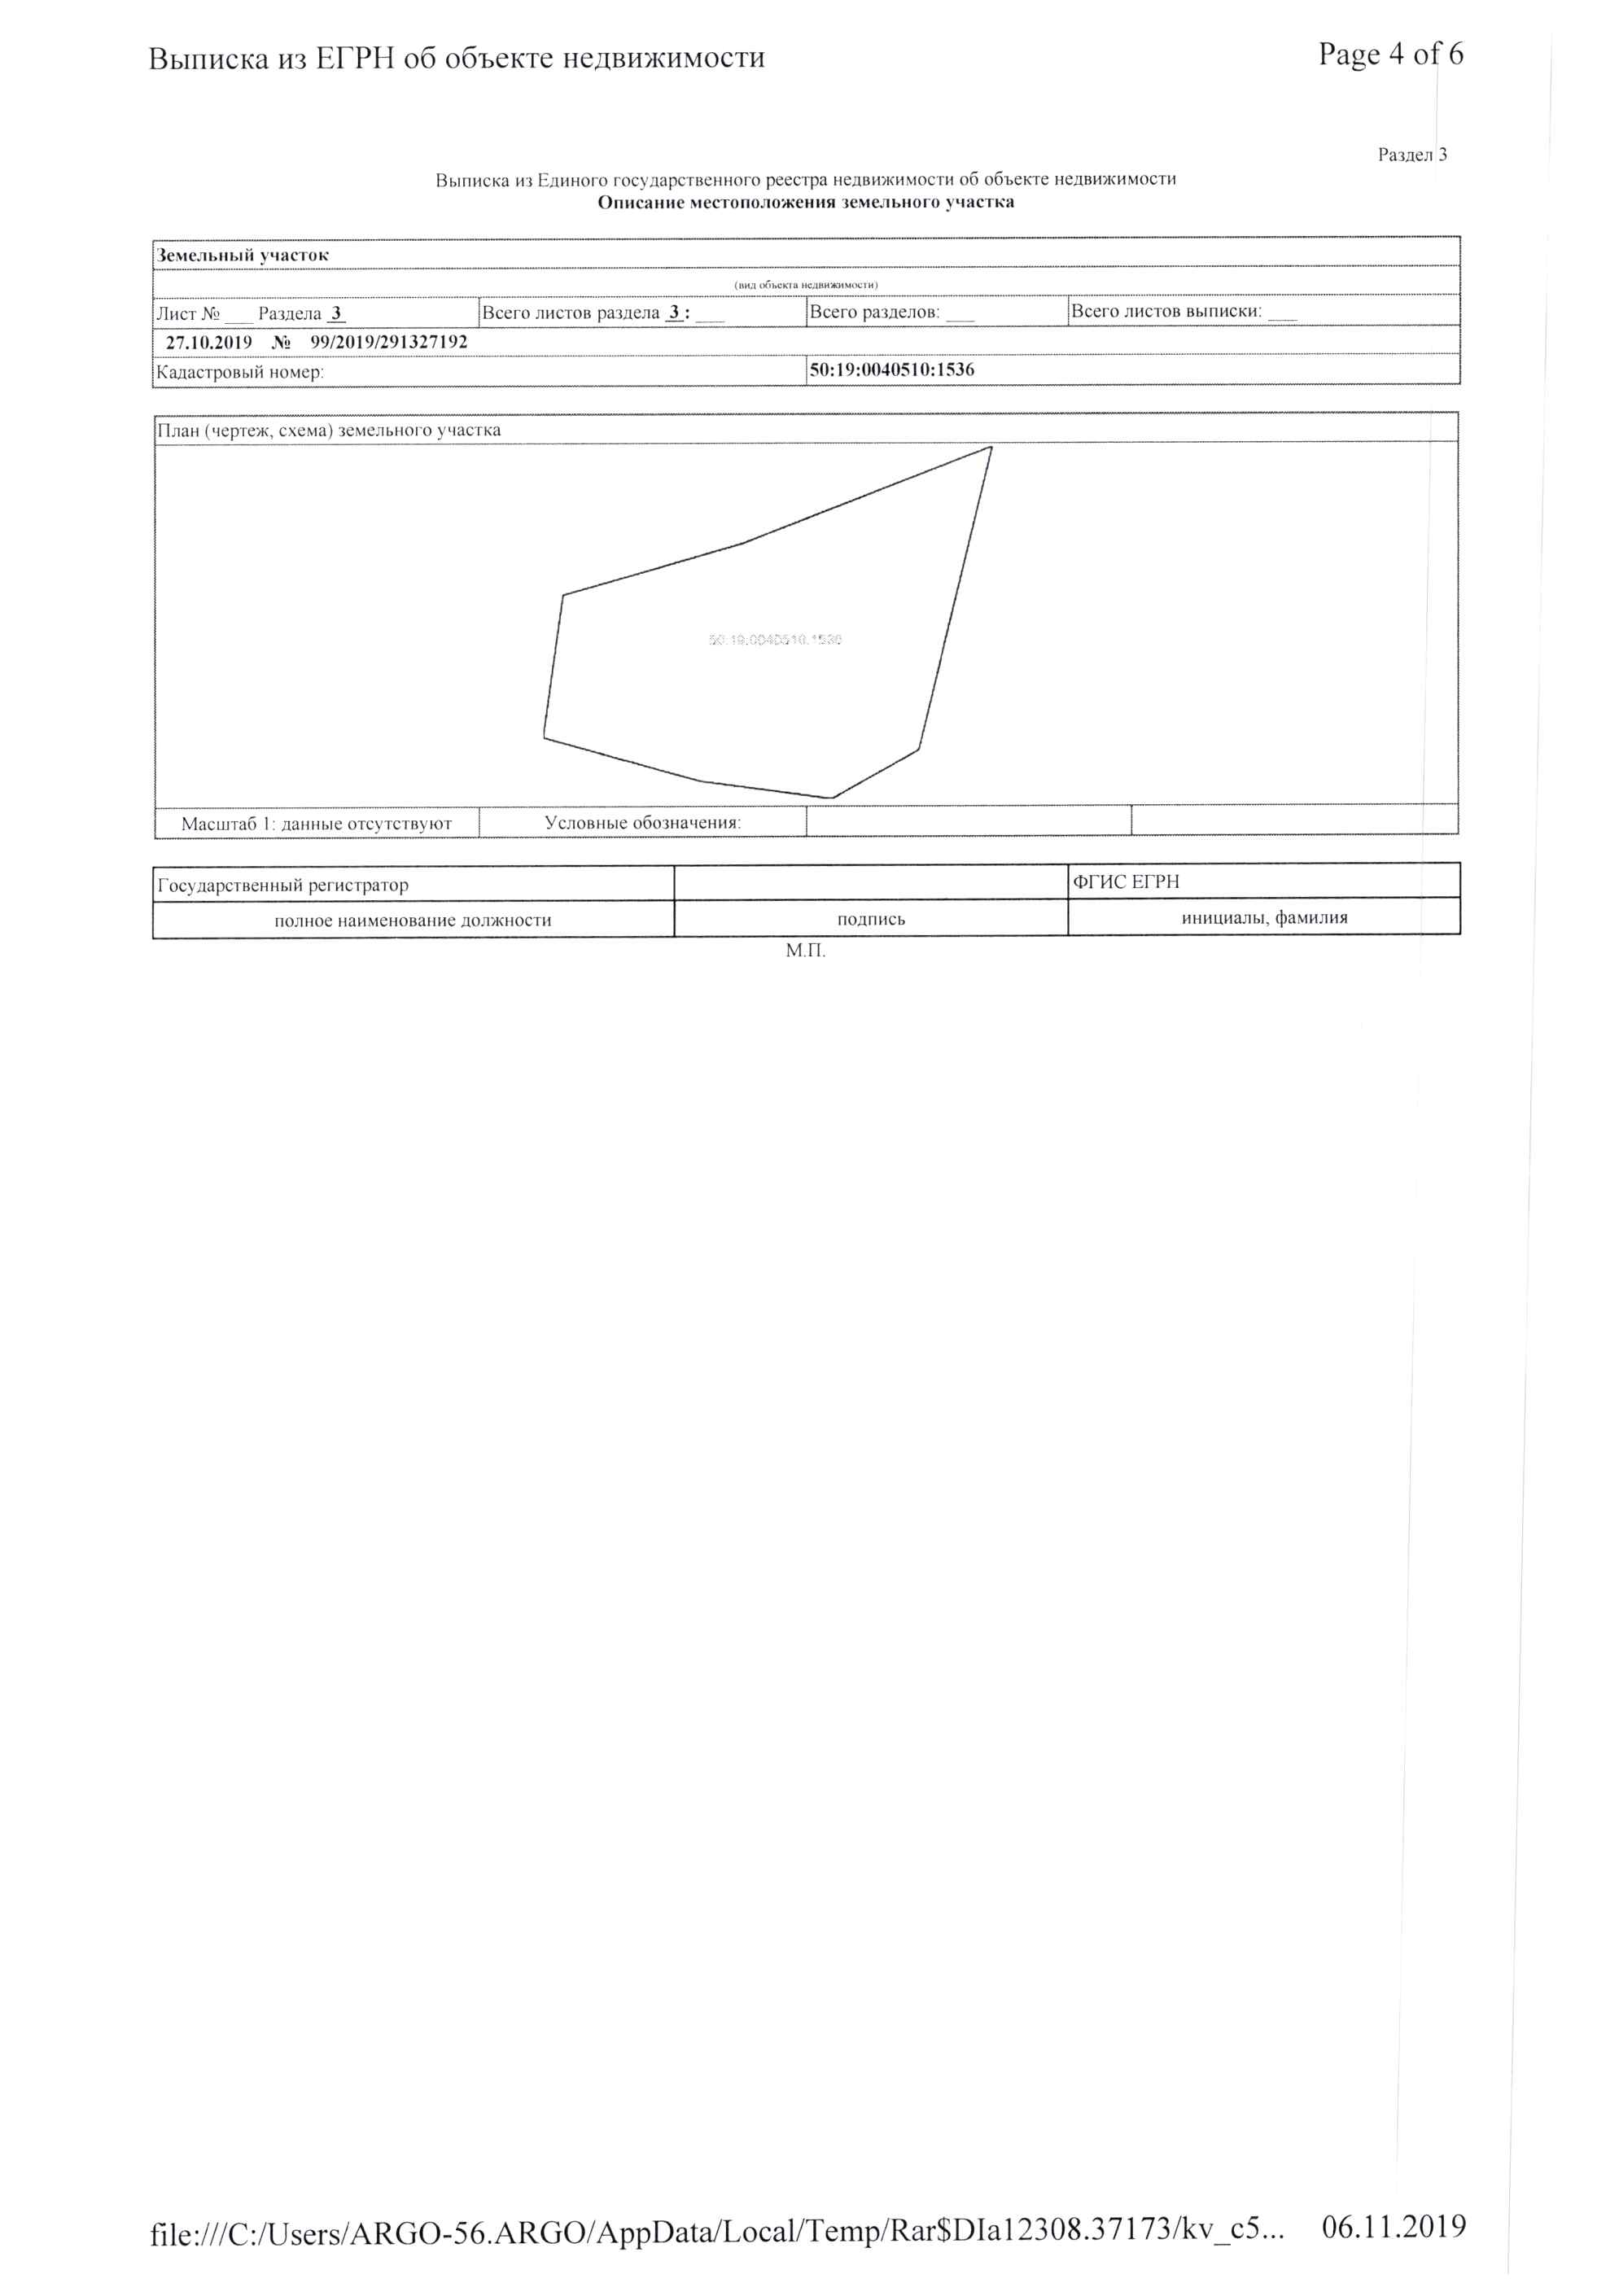 Выписка из ЕГРН об объекте недвижимости Page 4 of 6
Раздел 3
Выписка из Единого государственного реестра недвижимости об объекте недвижимости
Описание местоположения земельного участка
Земельный участок
(вид объекта недвижимости)
Лист № ___ Раздела 3 Всего листов раздела 3 : ___ Всего разделов: ___ Всего листов выписки: ___
27.10.2019 № 99/2019/291327192
Кадастровый номер: 50:19:0040510:1536
План (чертеж, схема) земельного участка
50:19:0040510:1536
Масштаб 1: данные отсутствуют Условные обозначения:
Государственный регистратор ФГИС ЕГРН
полное наименование должности подпись инициалы, фамилия
М.П.
file:///C:/Users/ARGO-56.ARGO/AppData/Local/Temp/Rar$DIa12308.37173/kv_c5... 06.11.2019